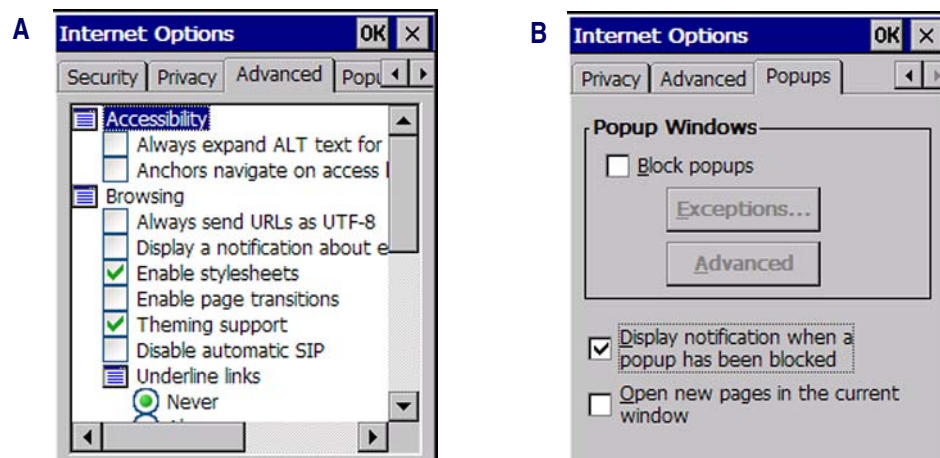 A
Internet Options OK ×
Security Privacy Advanced Popu
Accessibility
Always expand ALT text for
Anchors navigate on access
Browsing
Always send URLs as UTF-8
Display a notification about e
Enable stylesheets
Enable page transitions
Theming support
Disable automatic SIP
Underline links
Never
B
Internet Options OK ×
Privacy Advanced Popups
Popup Windows
Block popups
Exceptions...
Advanced
Display notification when a
popup has been blocked
Open new pages in the current
window